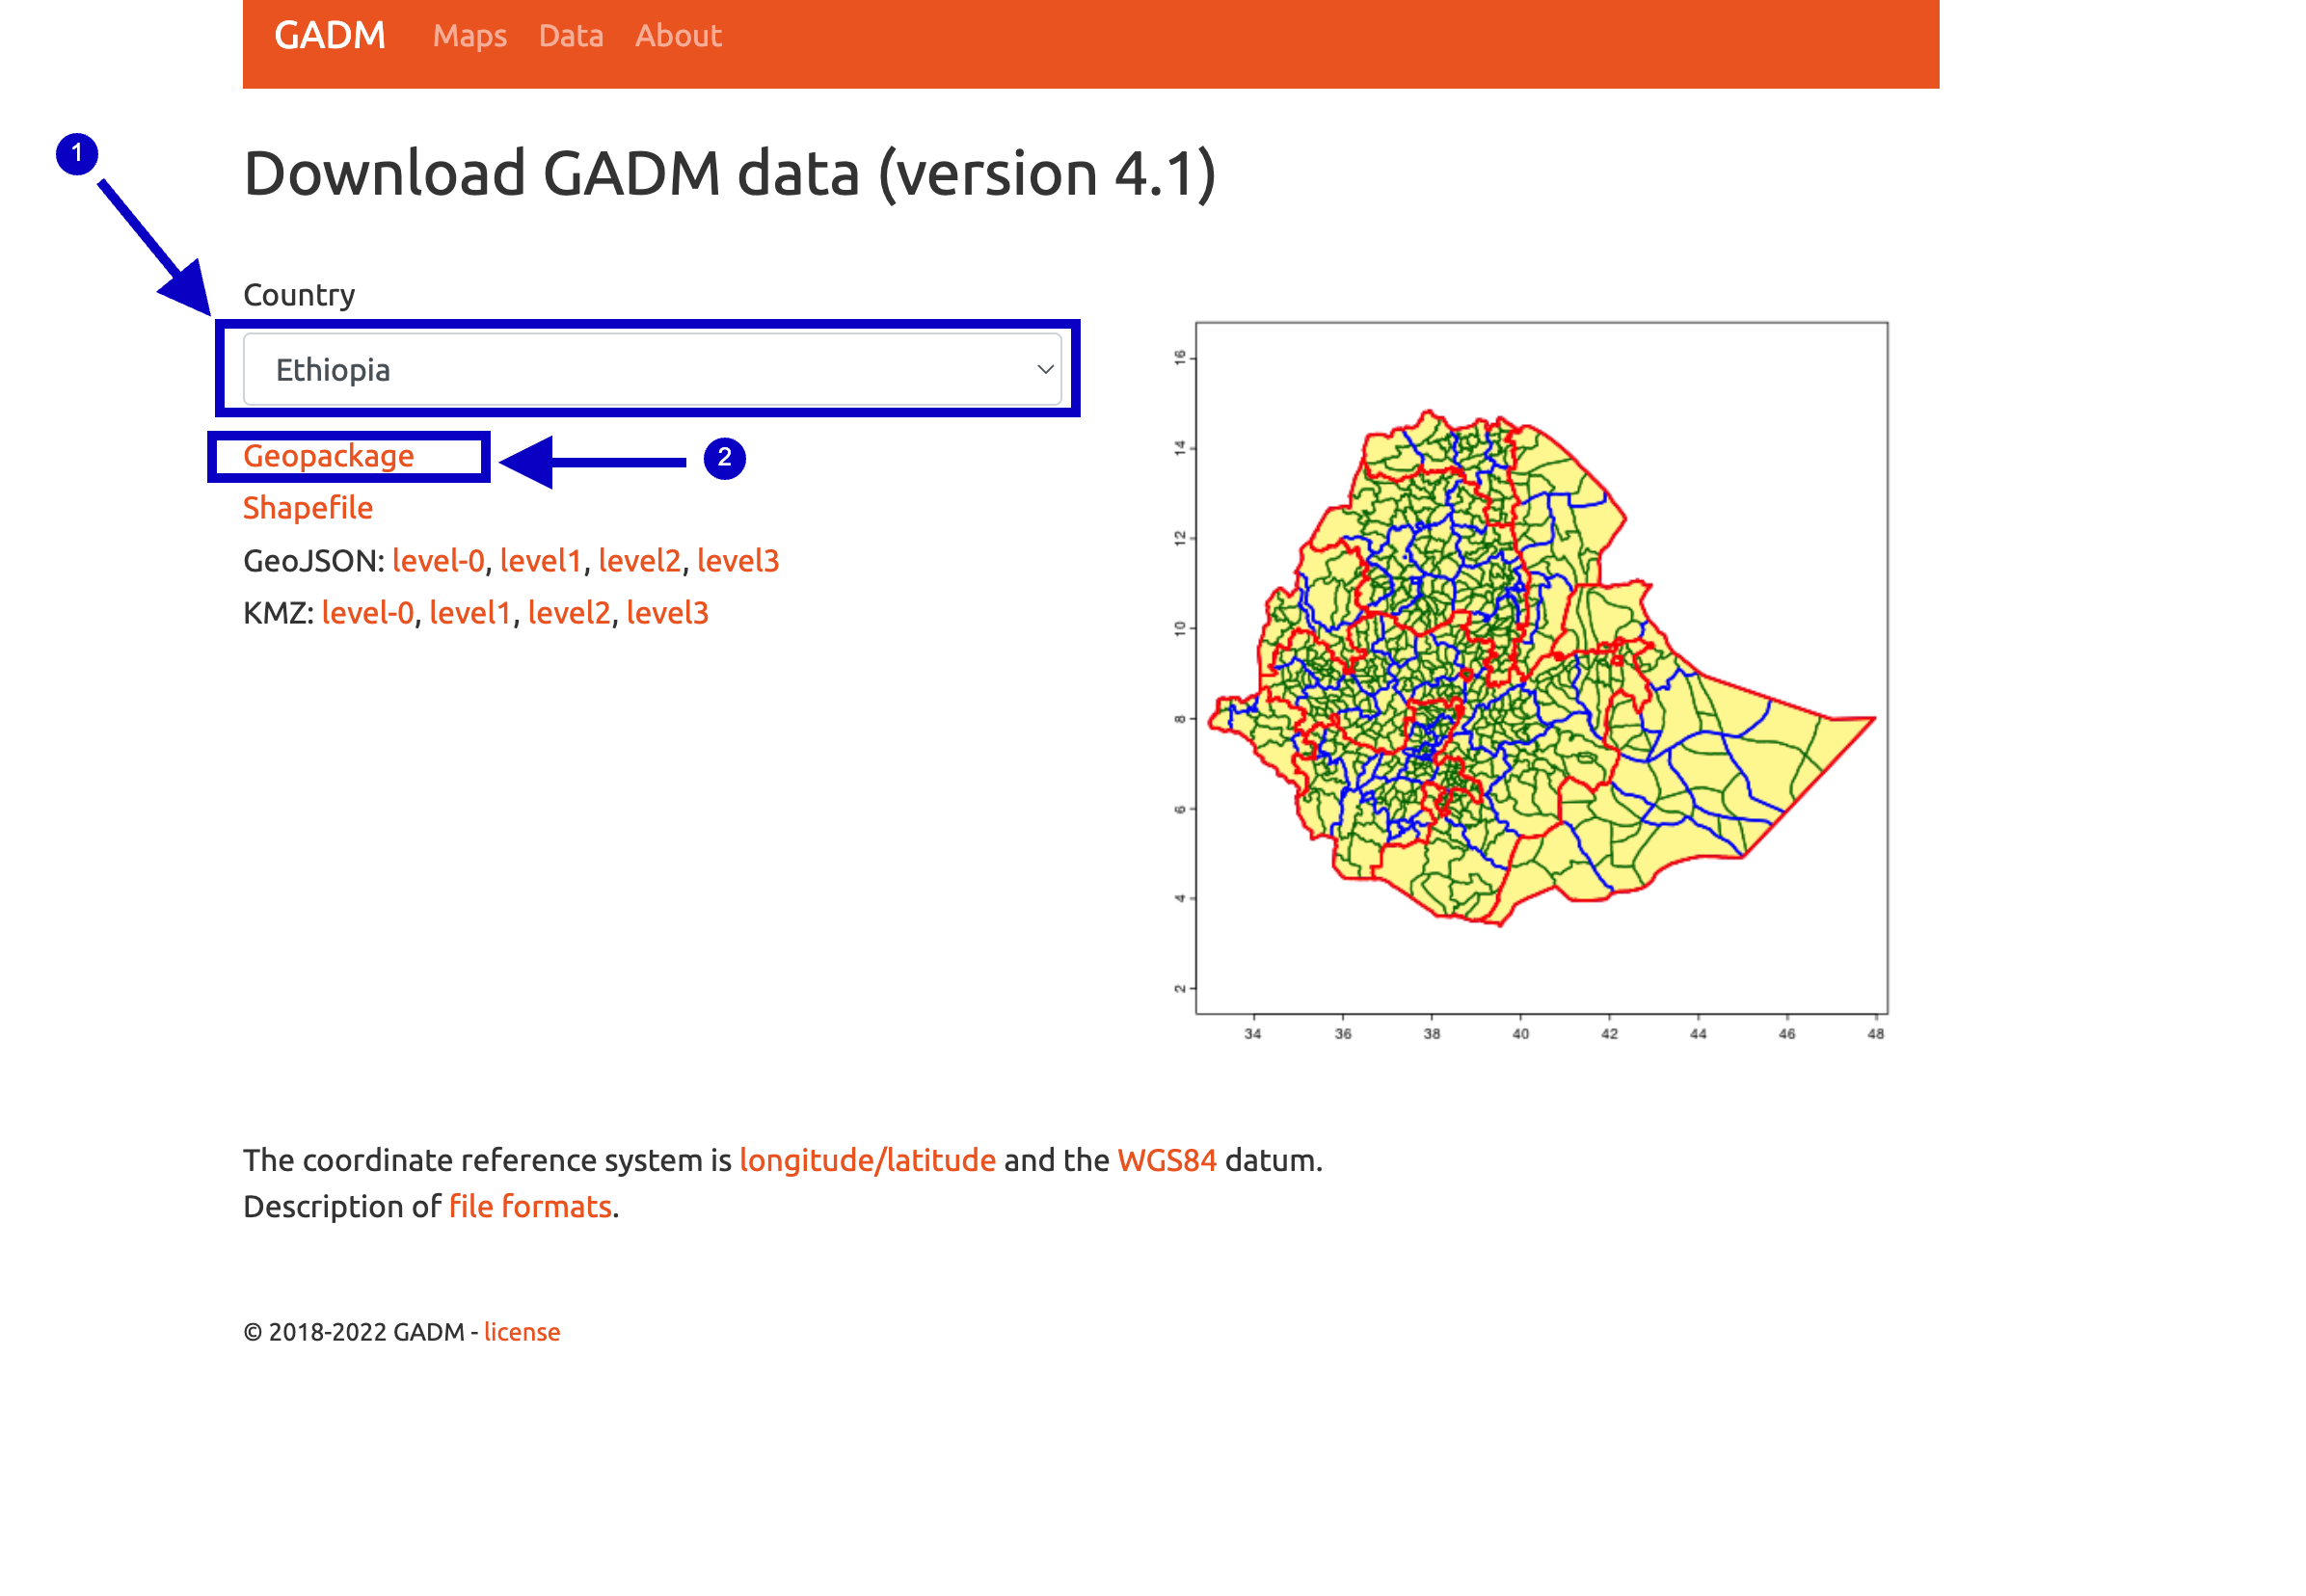 GADM Maps Data About
1
Download GADM data (version 4.1)
Country
Ethiopia
Geopackage
2
Shapefile
GeoJSON: level-0, level1, level2, level3
KMZ: level-0, level1, level2, level3
16
14
12
10
8
6
4
2
34 36 38 40 42 44 46 48
The coordinate reference system is longitude/latitude and the WGS84 datum.
Description of file formats.
© 2018-2022 GADM - license